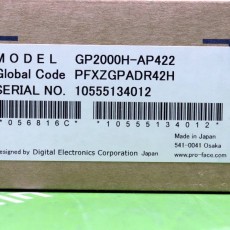 MODEL GP2000H-AP422
Global Code PFXZGPADR42H
SERIAL NO. 10555134012
*056816C*
*10555134012*
Made in Japan
Designed by Digital Electronics Corporation Japan
541-0041 Osaka
www.pro-face.com